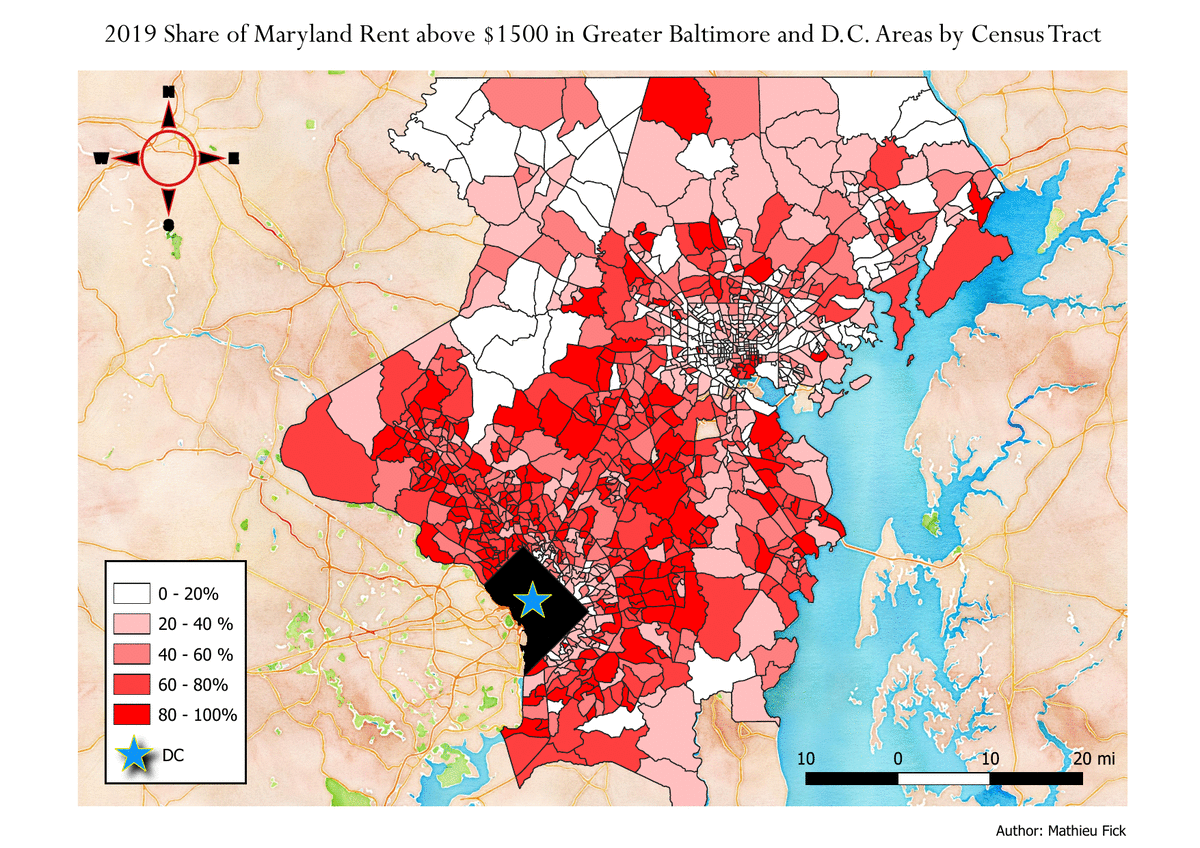 2019 Share of Maryland Rent above $1500 in Greater Baltimore and D.C. Areas by Census Tract
N
W E
S
0 - 20%
20 - 40 %
40 - 60 %
60 - 80%
80 - 100%
DC
10 0 10 20 mi
Author: Mathieu Fick